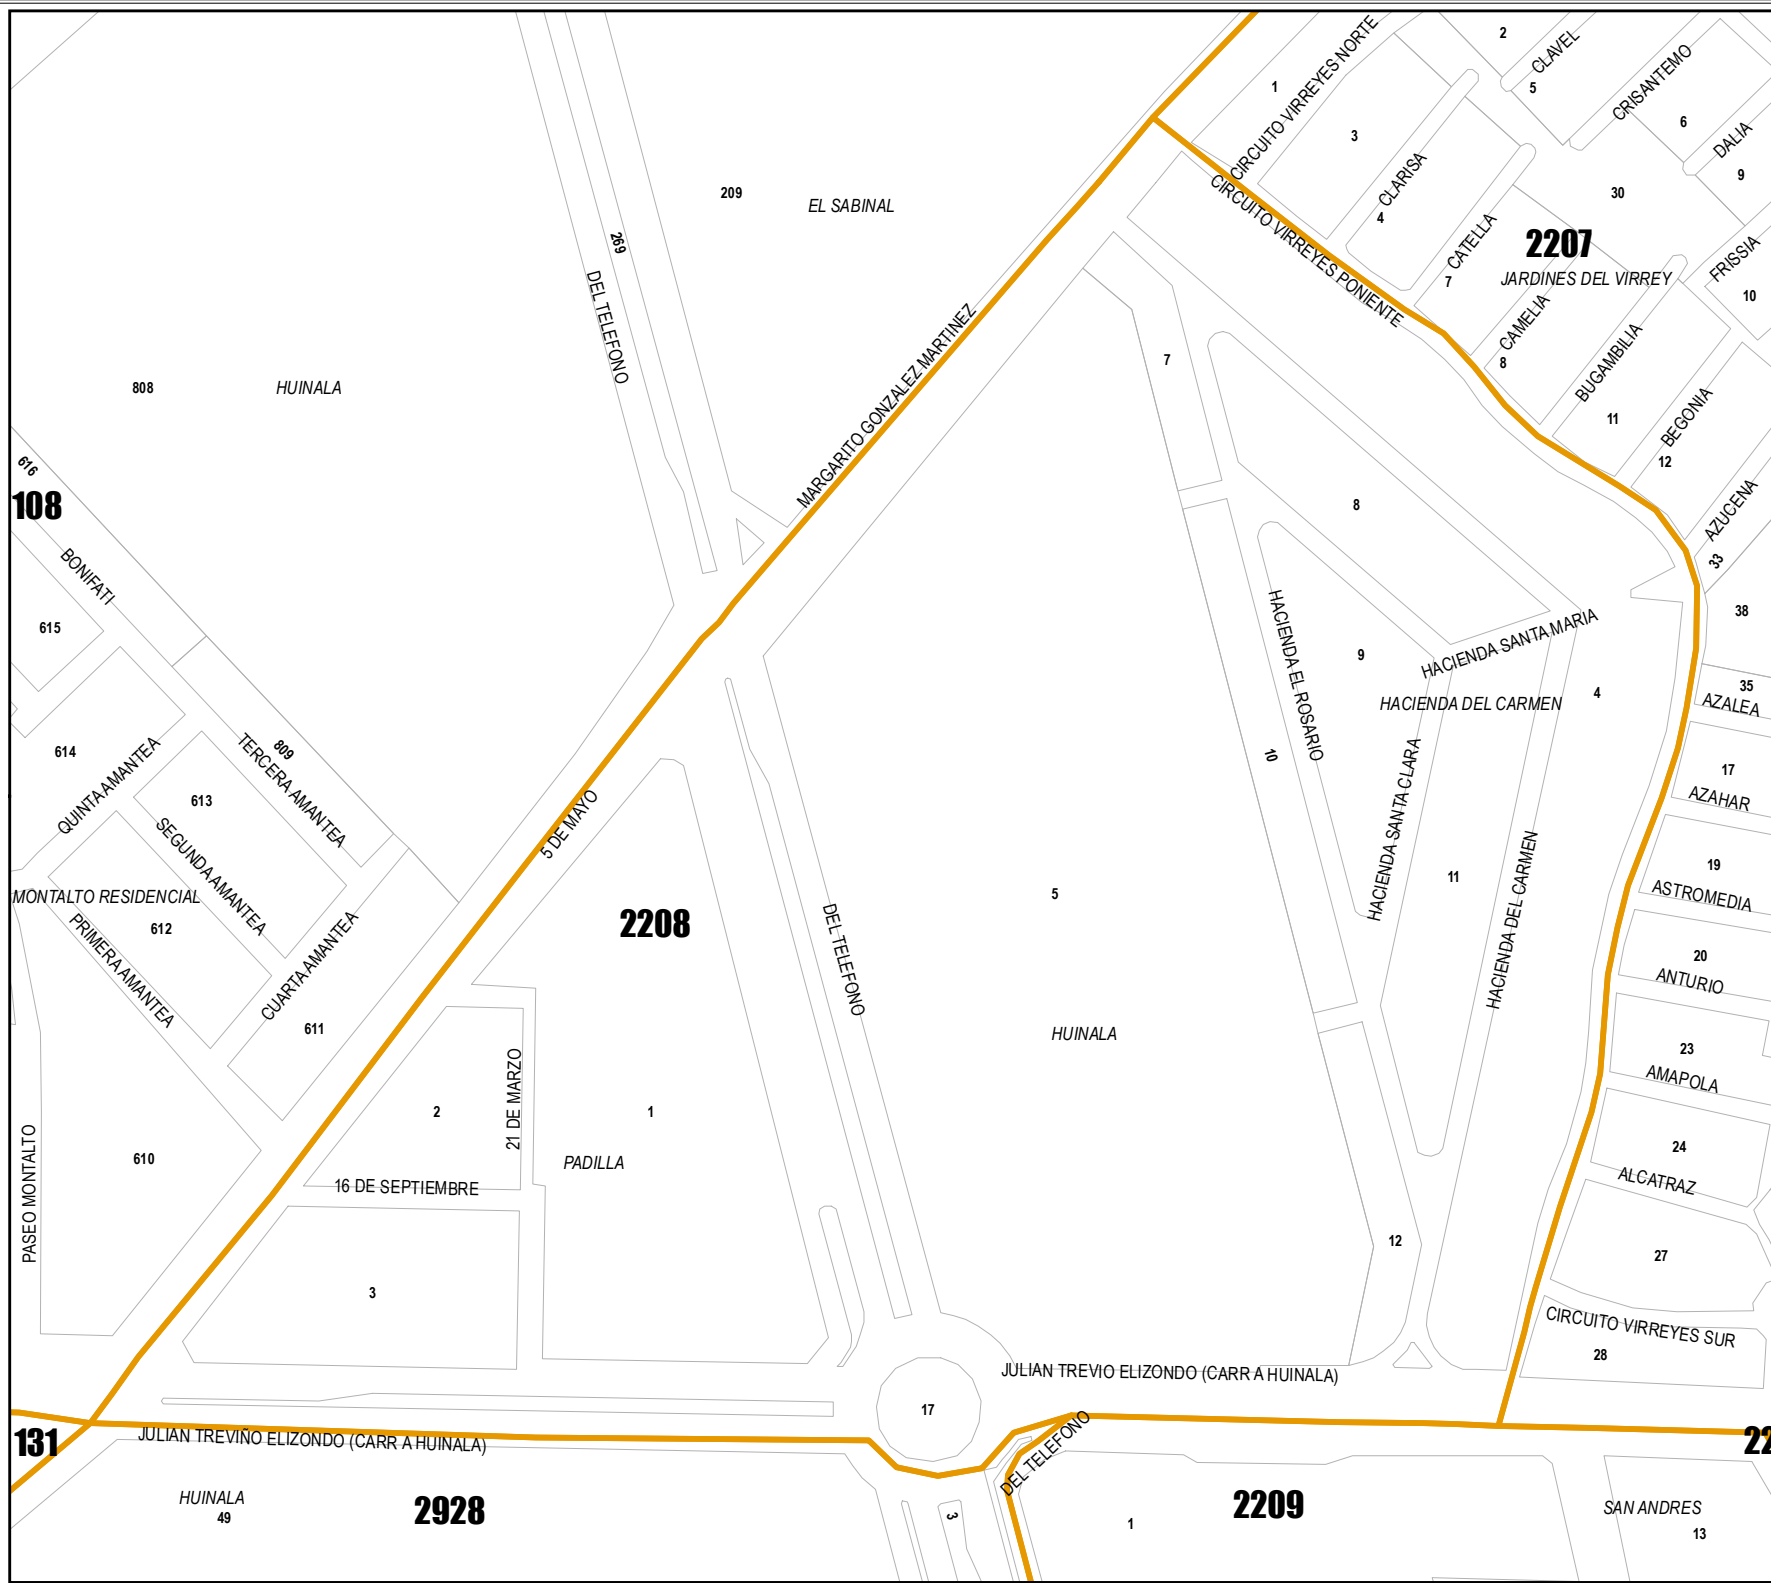 2
CLAVEL
5
CRISANTEMO
1
CIRCUITO VIRREYES NORTE
3
6
DALIA
9
CLARISA
4
30
209
EL SABINAL
CIRCUITO VIRREYES PONIENTE
269
CATELLA
7
2207
JARDINES DEL VIRREY
FRISSIA
10
DEL TELEFONO
CAMELIA
8
BUGAMBILIA
11
7
MARGARITO GONZALEZ MARTINEZ
808
HUINALA
BEGONIA
12
616
108
8
AZUCENA
33
BONIFATI
615
38
HACIENDA SANTA MARIA
HACIENDA EL ROSARIO
9
4
35
AZALEA
HACIENDA DEL CARMEN
614
809
QUINTA AMANTEA
TERCERA AMANTEA
613
10
17
AZAHAR
HACIENDA SANTA CLARA
5 DE MAYO
SEGUNDA AMANTEA
11
19
ASTROMEDIA
HACIENDA DEL CARMEN
5
MONTALTO RESIDENCIAL
612
PRIMERA AMANTEA
CUARTA AMANTEA
2208
DEL TELEFONO
20
ANTURIO
611
HUINALA
23
AMAPOLA
21 DE MARZO
2
1
24
ALCATRAZ
PASEO MONTALTO
610
PADILLA
16 DE SEPTIEMBRE
12
27
3
CIRCUITO VIRREYES SUR
28
JULIAN TREVIO ELIZONDO (CARR A HUINALA)
17
131
JULIAN TREVIÑO ELIZONDO (CARR A HUINALA)
DEL TELEFONO
22
HUINALA
49
2928
3
1
2209
SAN ANDRES
13